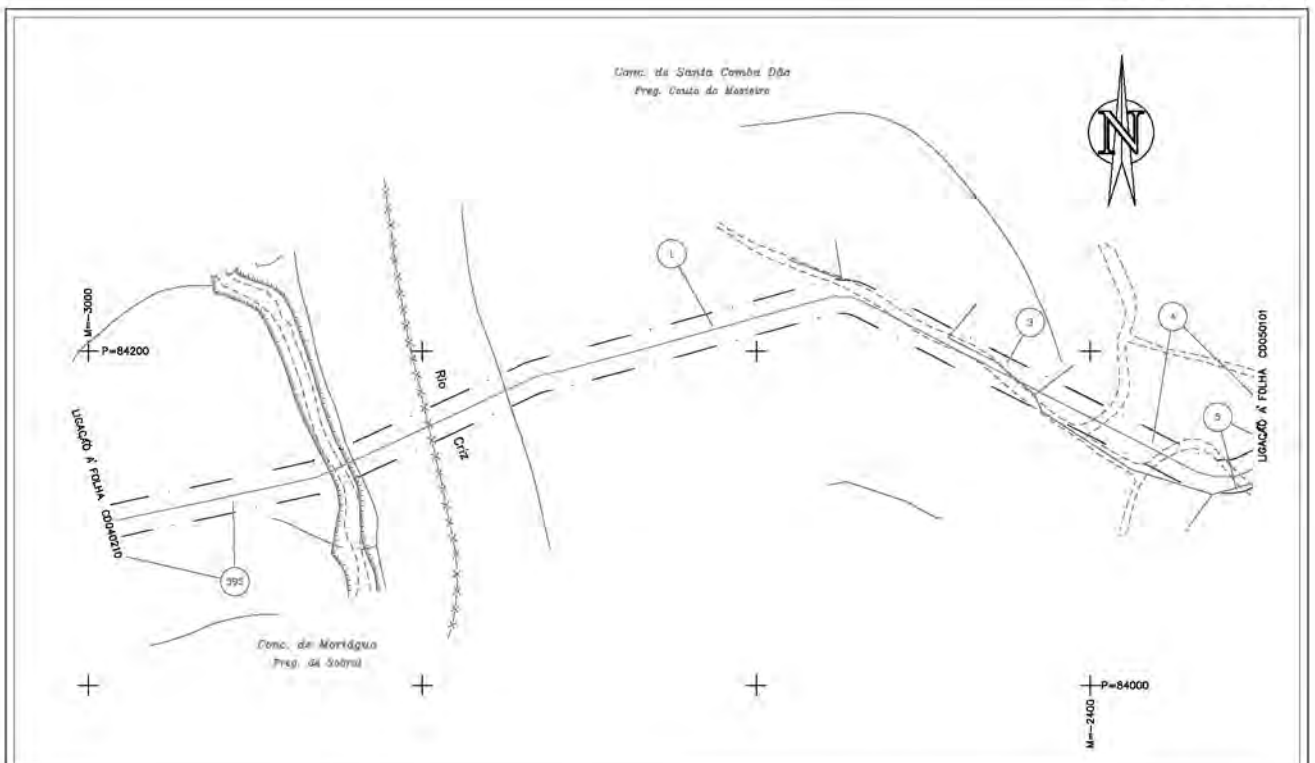 Conc. de Santa Comba Dão
Freg. Couto do Mosteiro
N
1
3
4
5
M=-3000
P=84200
Rio
Criz
LIGAÇÃO À FOLHA CD040210
LIGAÇÃO À FOLHA CD050101
395
Conc. de Mortágua
Freg. de Sobral
P=84000
M=-2400